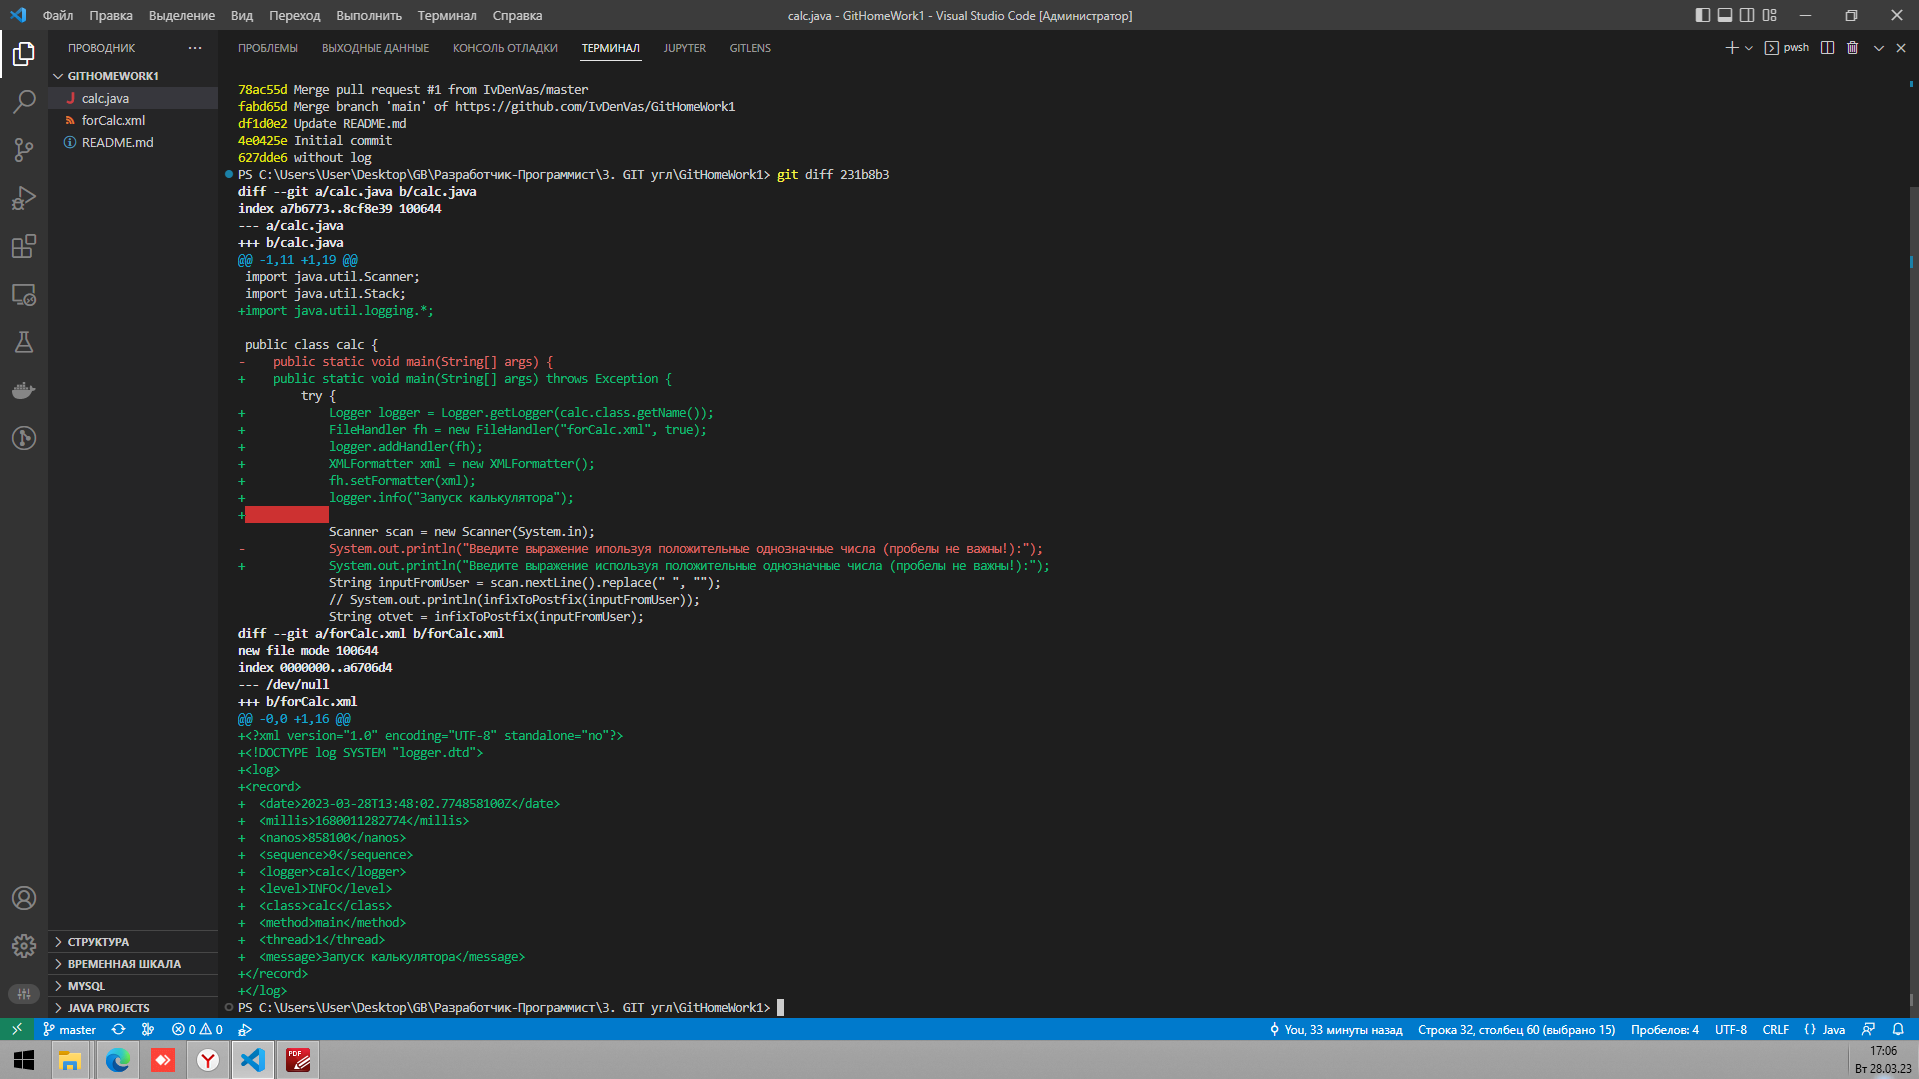 Файл Правка Выделение Вид Переход Выполнить Терминал Справка
calc.java - GitHomeWork1 - Visual Studio Code [Администратор]
ПРОВОДНИК
GITHOMEWORK1
J calc.java
forCalc.xml
README.md
СТРУКТУРА
ВРЕМЕННАЯ ШКАЛА
MYSQL
JAVA PROJECTS
ПРОБЛЕМЫ ВЫХОДНЫЕ ДАННЫЕ КОНСОЛЬ ОТЛАДКИ ТЕРМИНАЛ JUPYTER GITLENS
pwsh
78ac55d Merge pull request #1 from IvDenVas/master
fabd65d Merge branch 'main' of https://github.com/IvDenVas/GitHomeWork1
df1d0e2 Update README.md
4e0425e Initial commit
627dde6 without log
PS C:\Users\User\Desktop\GB\Разработчик-Программист\3. GIT угл\GitHomeWork1> git diff 231b8b3
diff --git a/calc.java b/calc.java
index a7b6773..8cf8e39 100644
--- a/calc.java
+++ b/calc.java
@@ -1,11 +1,19 @@
 import java.util.Scanner;
 import java.util.Stack;
+import java.util.logging.*;
 public class calc {
-    public static void main(String[] args) {
+    public static void main(String[] args) throws Exception {
         try {
+            Logger logger = Logger.getLogger(calc.class.getName());
+            FileHandler fh = new FileHandler("forCalc.xml", true);
+            logger.addHandler(fh);
+            XMLFormatter xml = new XMLFormatter();
+            fh.setFormatter(xml);
+            logger.info("Запуск калькулятора");
+
             Scanner scan = new Scanner(System.in);
-            System.out.println("Введите выражение ипользуя положительные однозначные числа (пробелы не важны!):");
+            System.out.println("Введите выражение используя положительные однозначные числа (пробелы не важны!):");
             String inputFromUser = scan.nextLine().replace(" ", "");
             // System.out.println(infixToPostfix(inputFromUser));
             String otvet = infixToPostfix(inputFromUser);
diff --git a/forCalc.xml b/forCalc.xml
new file mode 100644
index 0000000..a6706d4
--- /dev/null
+++ b/forCalc.xml
@@ -0,0 +1,16 @@
+<?xml version="1.0" encoding="UTF-8" standalone="no"?>
+<!DOCTYPE log SYSTEM "logger.dtd">
+<log>
+<record>
+  <date>2023-03-28T13:48:02.774858100Z</date>
+  <millis>1680011282774</millis>
+  <nanos>858100</nanos>
+  <sequence>0</sequence>
+  <logger>calc</logger>
+  <level>INFO</level>
+  <class>calc</class>
+  <method>main</method>
+  <thread>1</thread>
+  <message>Запуск калькулятора</message>
+</record>
+</log>
PS C:\Users\User\Desktop\GB\Разработчик-Программист\3. GIT угл\GitHomeWork1>
master 0 0 You, 33 минуты назад Строка 32, столбец 60 (выбрано 15) Пробелов: 4 UTF-8 CRLF {} Java
PDF
17:06
Вт 28.03.23